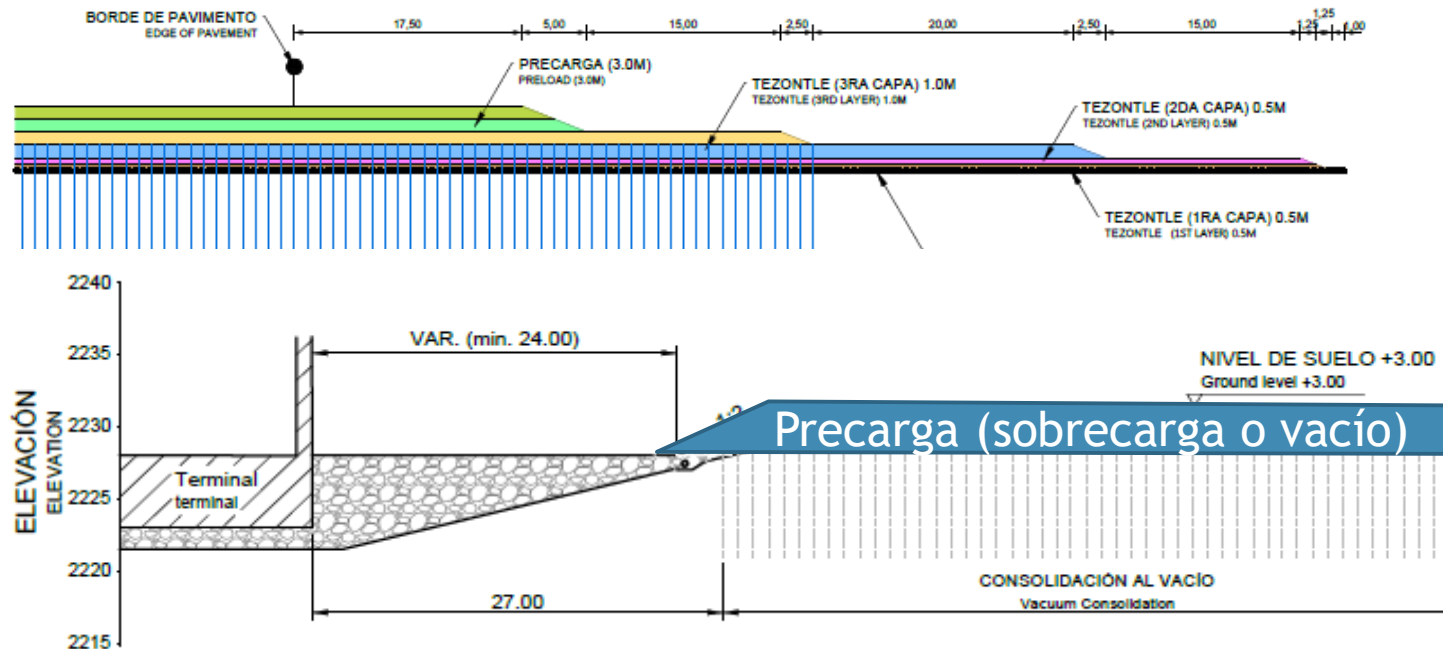 BORDE DE PAVIMENTO
EDGE OF PAVEMENT
17,50
5,00
15,00
2,50
20,00
2,50
15,00
1,25
1,25
1,00
PRECARGA (3.0M)
PRELOAD (3.0M)
TEZONTLE (3RA CAPA) 1.0M
TEZONTLE (3RD LAYER) 1.0M
TEZONTLE (2DA CAPA) 0.5M
TEZONTLE (2ND LAYER) 0.5M
TEZONTLE (1RA CAPA) 0.5M
TEZONTLE (1ST LAYER) 0.5M
ELEVACIÓN
ELEVATION
2240
2235
2230
2225
2220
2215
VAR. (min. 24.00)
NIVEL DE SUELO +3.00
Ground level +3.00
Precarga (sobrecarga o vacío)
Terminal
terminal
27.00
CONSOLIDACIÓN AL VACÍO
Vacuum Consolidation